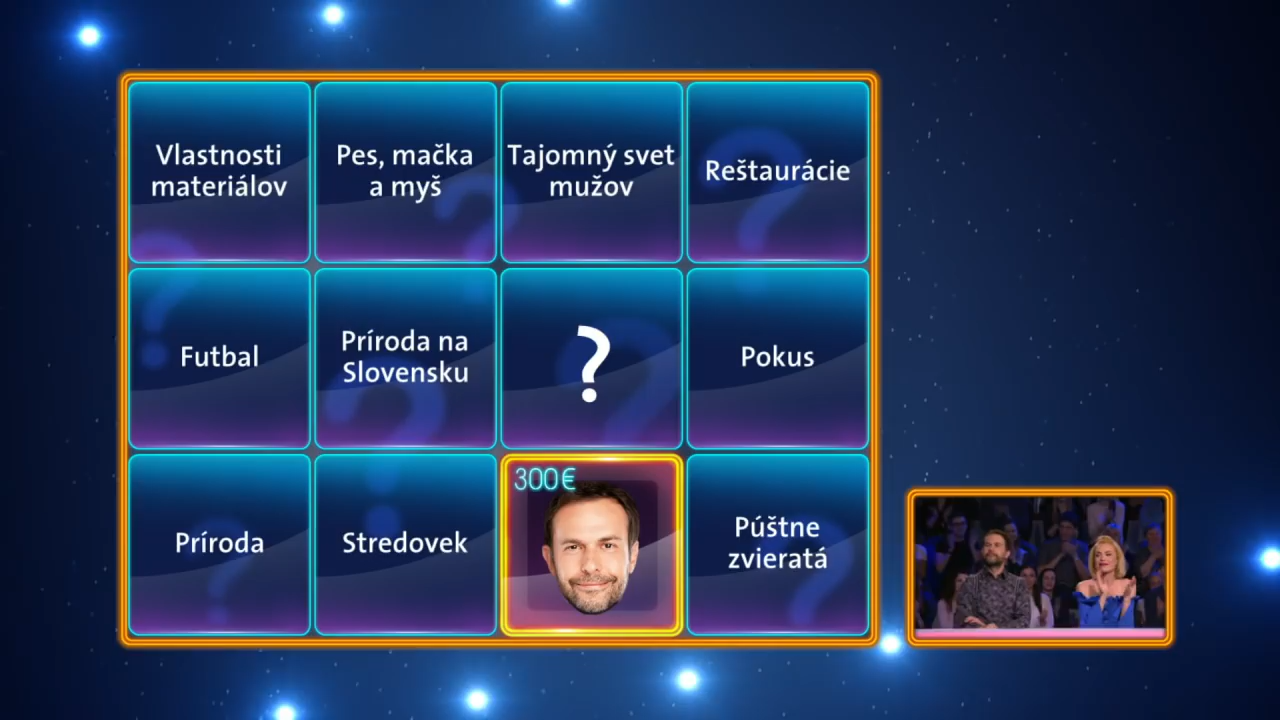 Vlastnosti
materiálov
Pes, mačka
a myš
Tajomný svet
mužov
Reštaurácie
Futbal
Príroda na
Slovensku
?
Pokus
Príroda
Stredovek
300€
Púštne
zvieratá